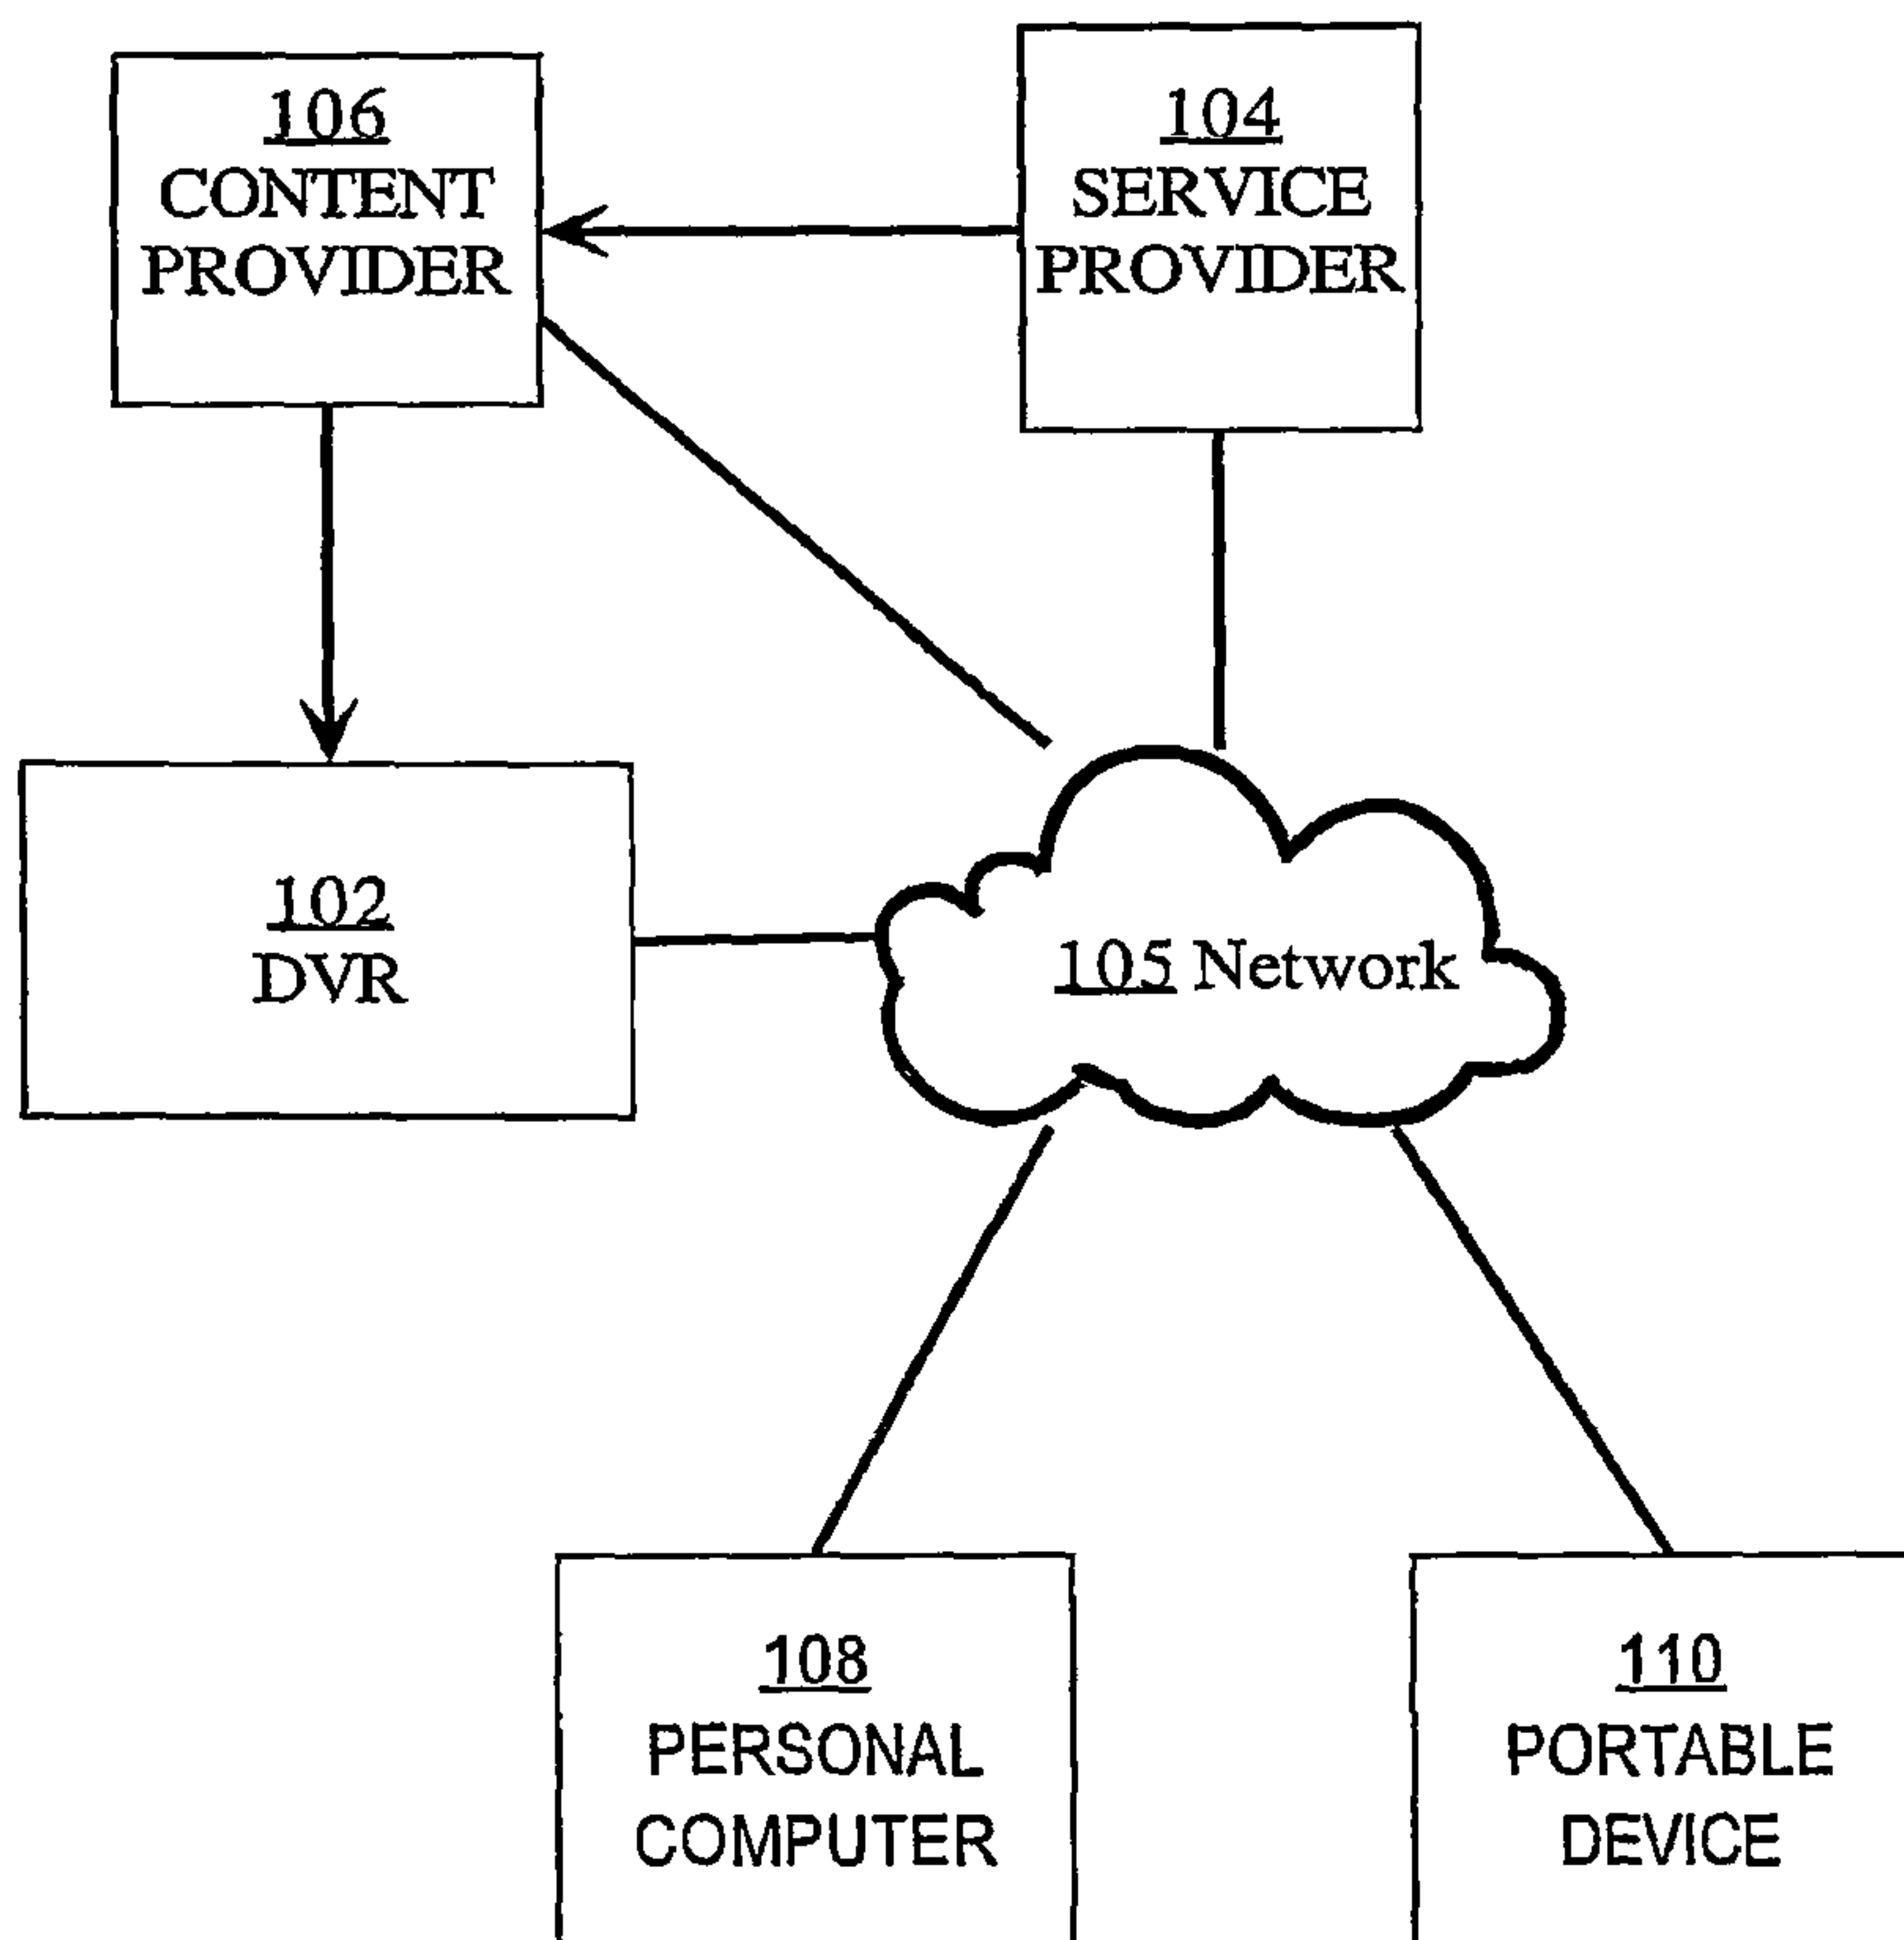 106
CONTENT
PROVIDER
104
SERVICE
PROVIDER
102
DVR
105 Network
108
PERSONAL
COMPUTER
110
PORTABLE
DEVICE